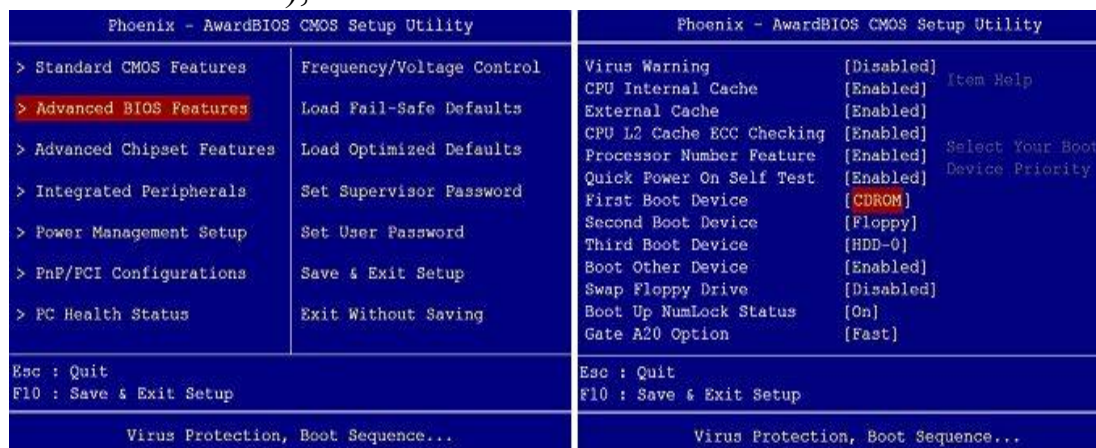 );
Phoenix - AwardBIOS CMOS Setup Utility
> Standard CMOS Features
> Advanced BIOS Features
> Advanced Chipset Features
> Integrated Peripherals
> Power Management Setup
> PnP/PCI Configurations
> PC Health Status
Frequency/Voltage Control
Load Fail-Safe Defaults
Load Optimized Defaults
Set Supervisor Password
Set User Password
Save & Exit Setup
Exit Without Saving
Esc : Quit
F10 : Save & Exit Setup
Virus Protection, Boot Sequence...
Phoenix - AwardBIOS CMOS Setup Utility
Virus Warning [Disabled]
CPU Internal Cache [Enabled]
External Cache [Enabled]
CPU L2 Cache ECC Checking [Enabled]
Processor Number Feature [Enabled]
Quick Power On Self Test [Enabled]
First Boot Device [CDROM]
Second Boot Device [Floppy]
Third Boot Device [HDD-0]
Boot Other Device [Enabled]
Swap Floppy Drive [Disabled]
Boot Up NumLock Status [On]
Gate A20 Option [Fast]
Item Help
Select Your Boot
Device Priority
Esc : Quit
F10 : Save & Exit Setup
Virus Protection, Boot Sequence...